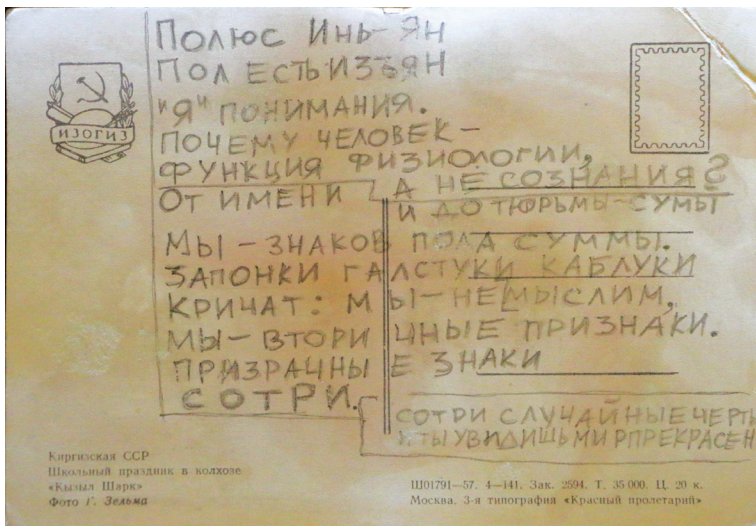 ПОЛЮС ИНЬ-ЯН
ПОЛ ЕСТЬ ИЗЪЯН
"Я" ПОНИМАНИЯ.
ПОЧЕМУ ЧЕЛОВЕК-
ФУНКЦИЯ ФИЗИОЛОГИИ,
А НЕ СОЗНАНИЯ?
ОТ ИМЕНИ И ДО ТЮРЬМЫ-СУМЫ
МЫ-ЗНАКОВ ПОЛА СУММЫ.
ЗАПОНКИ ГАЛСТУКИ КАБЛУКИ
КРИЧАТ: МЫ-НЕМЫСЛИМ,
МЫ-ВТОРИЧНЫЕ ПРИЗНАКИ.
ПРИЗРАЧНЫЕ ЗНАКИ
СОТРИ.
СОТРИ СЛУЧАЙНЫЕ ЧЕРТЫ
И ТЫ УВИДИШЬ МИР ПРЕКРАСЕН
ИЗОГИЗ
Киргизская ССР
Школьный праздник в колхозе
«Кызыл Шарк»
Фото Г. Зельма
Ш01791—57. 4—141. Зак. 2594. Т. 35 000. Ц. 20 к.
Москва. 3-я типография «Красный пролетарий»